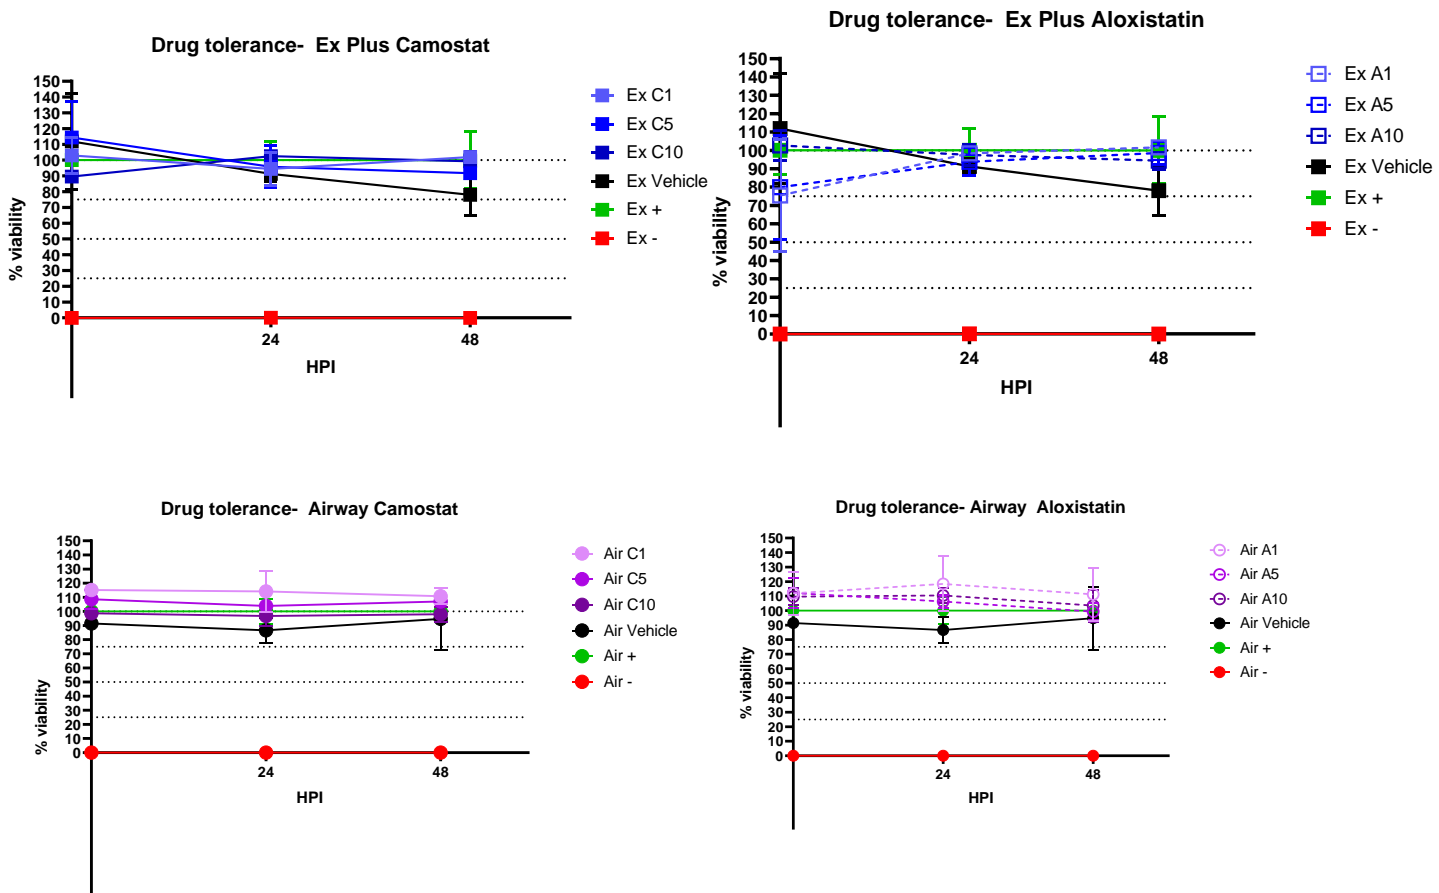 Drug tolerance-  Ex Plus Camostat
150
140
130
120
110
100
90
80
70
60
50
40
30
20
10
0
% viability
24
48
HPI
Ex C1
Ex C5
Ex C10
Ex Vehicle
Ex +
Ex -
Drug tolerance-  Ex Plus Aloxistatin
150
140
130
120
110
100
90
80
70
60
50
40
30
20
10
0
% viability
24
48
HPI
Ex A1
Ex A5
Ex A10
Ex Vehicle
Ex +
Ex -
Drug tolerance-  Airway Camostat
150
140
130
120
110
100
90
80
70
60
50
40
30
20
10
0
% viability
24
48
HPI
Air C1
Air C5
Air C10
Air Vehicle
Air +
Air -
Drug tolerance- Airway  Aloxistatin
150
140
130
120
110
100
90
80
70
60
50
40
30
20
10
0
% viability
24
48
HPI
Air A1
Air A5
Air A10
Air Vehicle
Air +
Air -